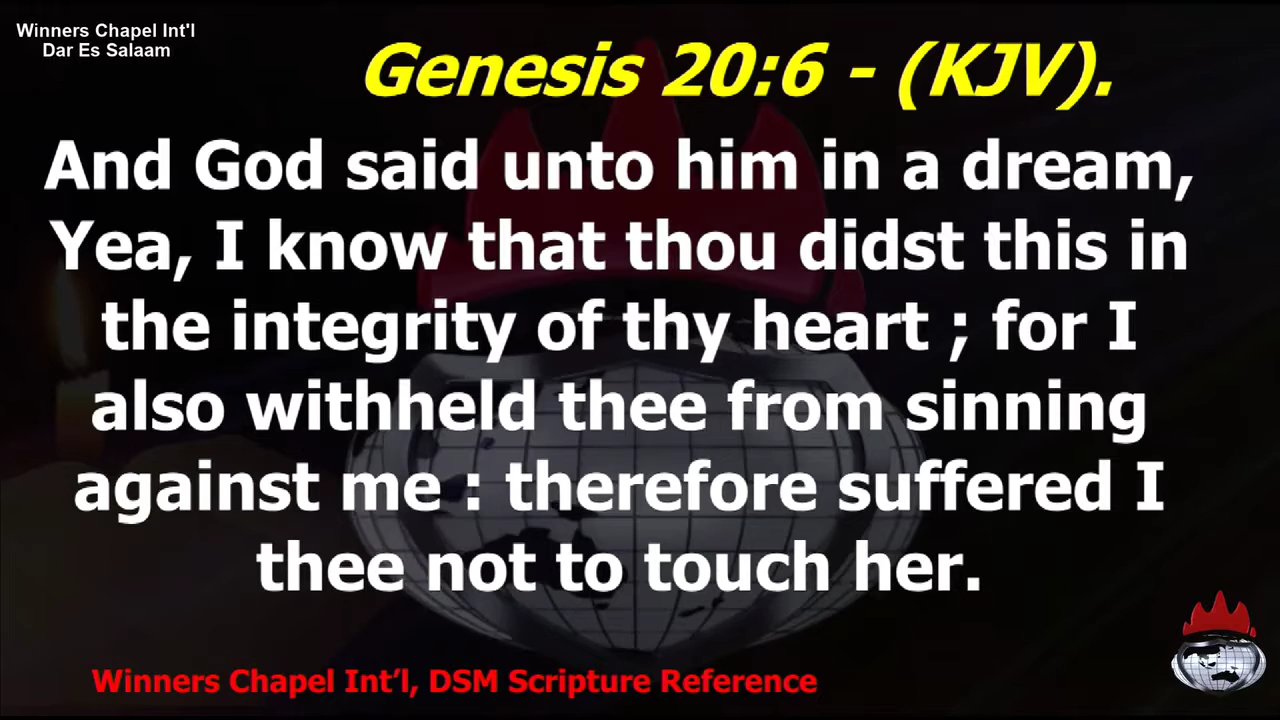 Winners Chapel Int'l
Dar Es Salaam
Genesis 20:6 - (KJV).
And God said unto him in a dream,
Yea, I know that thou didst this in
the integrity of thy heart ; for I
also withheld thee from sinning
against me : therefore suffered I
thee not to touch her.
Winners Chapel Int’l, DSM Scripture Reference